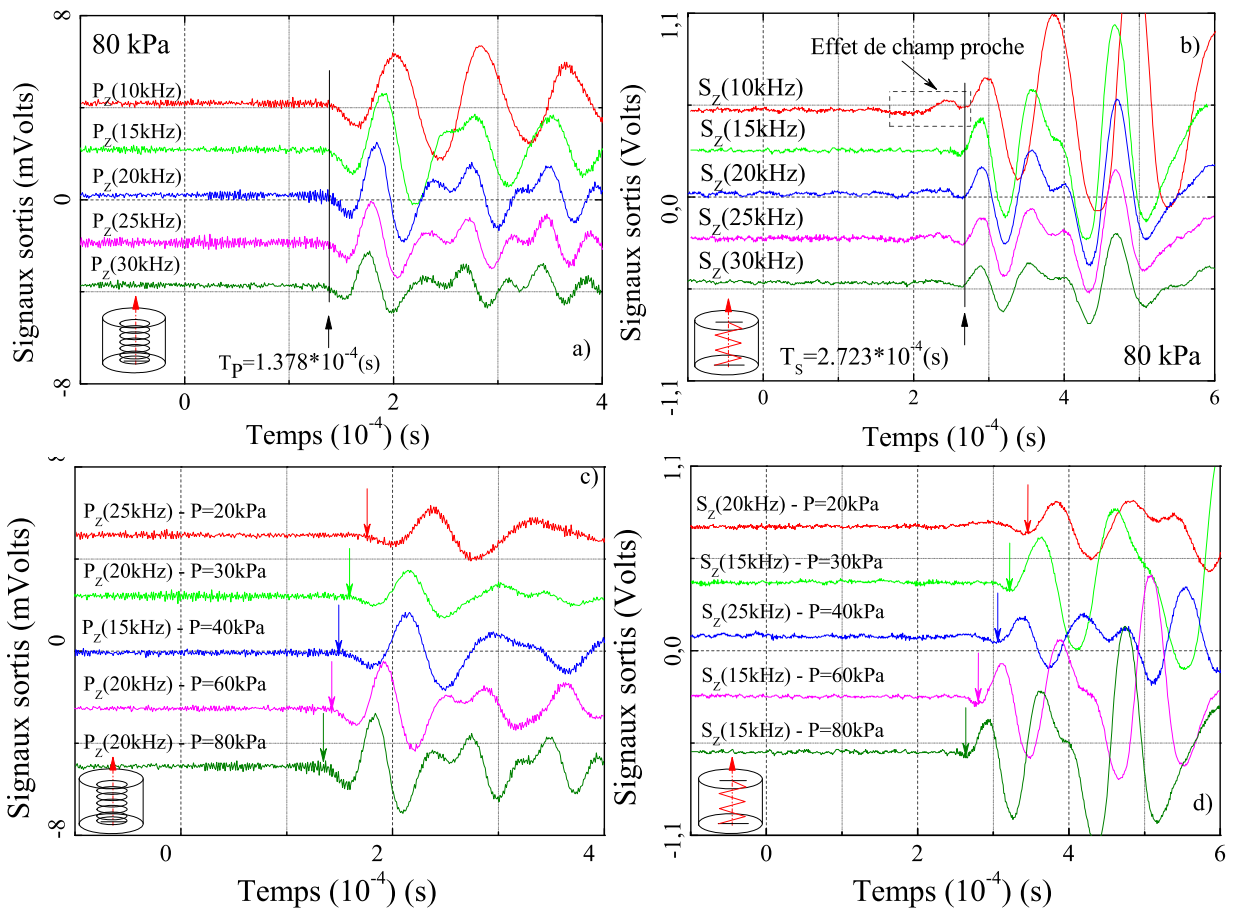 8
80 kPa
P_Z(10kHz)
P_Z(15kHz)
P_Z(20kHz)
P_Z(25kHz)
P_Z(30kHz)
0
-8
Signaux sortis (mVolts)
T_P=1.378*10^-4(s)
a)
0 2 4
Temps (10^-4) (s)
1,1
Effet de champ proche
b)
S_Z(10kHz)
S_Z(15kHz)
S_Z(20kHz)
S_Z(25kHz)
S_Z(30kHz)
0,0
-1,1
Signaux sortis (Volts)
T_S=2.723*10^-4(s)
80 kPa
0 2 4 6
Temps (10^-4) (s)
c)
P_Z(25kHz) - P=20kPa
P_Z(20kHz) - P=30kPa
P_Z(15kHz) - P=40kPa
P_Z(20kHz) - P=60kPa
P_Z(20kHz) - P=80kPa
0
-8
Signaux sortis (mVolts)
0 2 4
Temps (10^-4) (s)
S_Z(20kHz) - P=20kPa
S_Z(15kHz) - P=30kPa
S_Z(25kHz) - P=40kPa
S_Z(15kHz) - P=60kPa
S_Z(15kHz) - P=80kPa
0,0
-1,1
Signaux sortis (Volts)
d)
0 2 4 6
Temps (10^-4) (s)